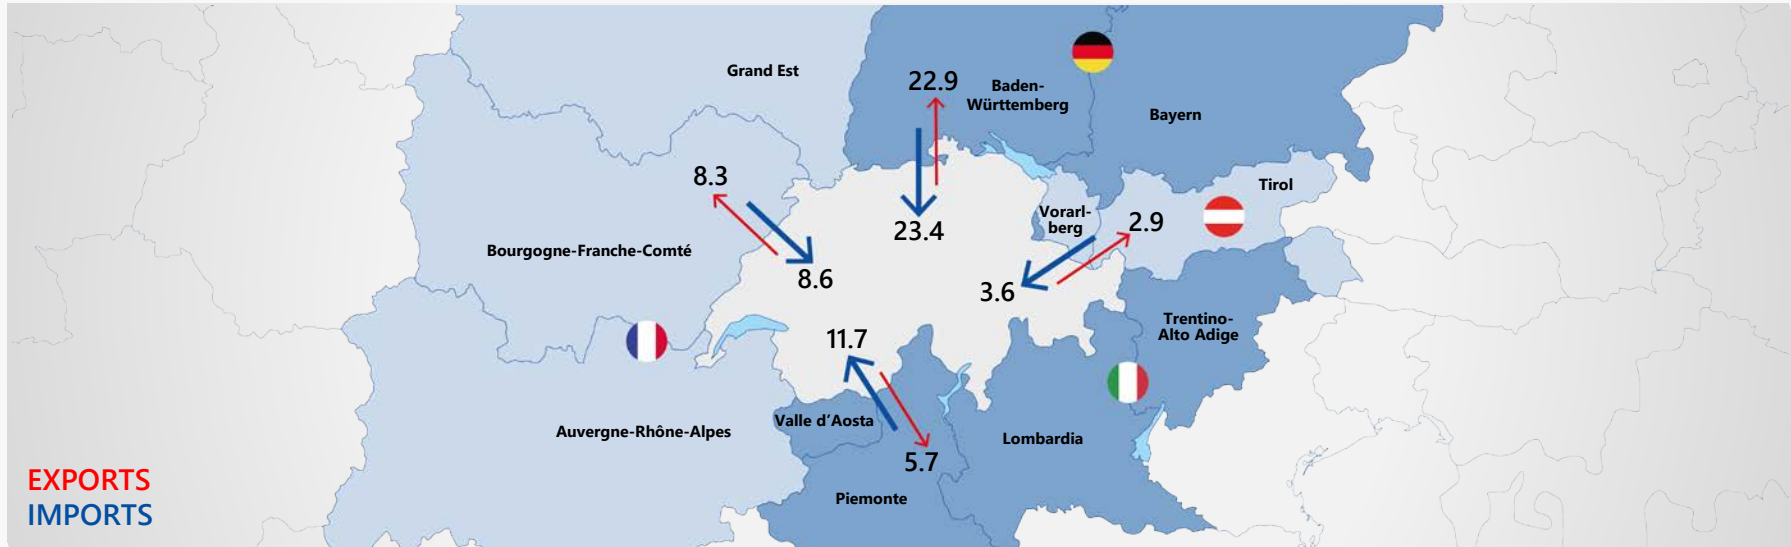 Grand Est
22.9
Baden-
Württemberg
Bayern
8.3
Tirol
Vorarl-
berg
2.9
23.4
Bourgogne-Franche-Comté
8.6
3.6
Trentino-
Alto Adige
11.7
Valle d'Aosta
Auvergne-Rhône-Alpes
Lombardia
5.7
Piemonte
EXPORTS
IMPORTS